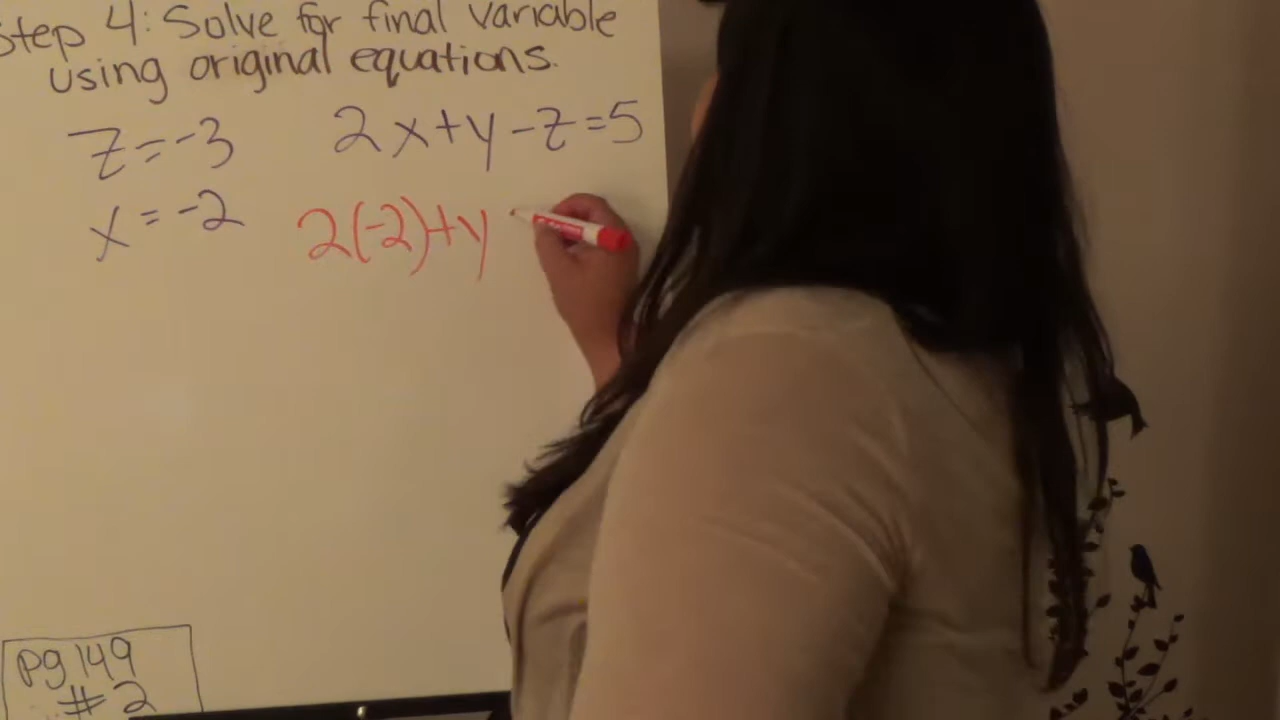 Step 4: Solve for final variable
using original equations.
z=-3
2x+y-z=5
x=-2
2(-2)+y
pg 149
#2